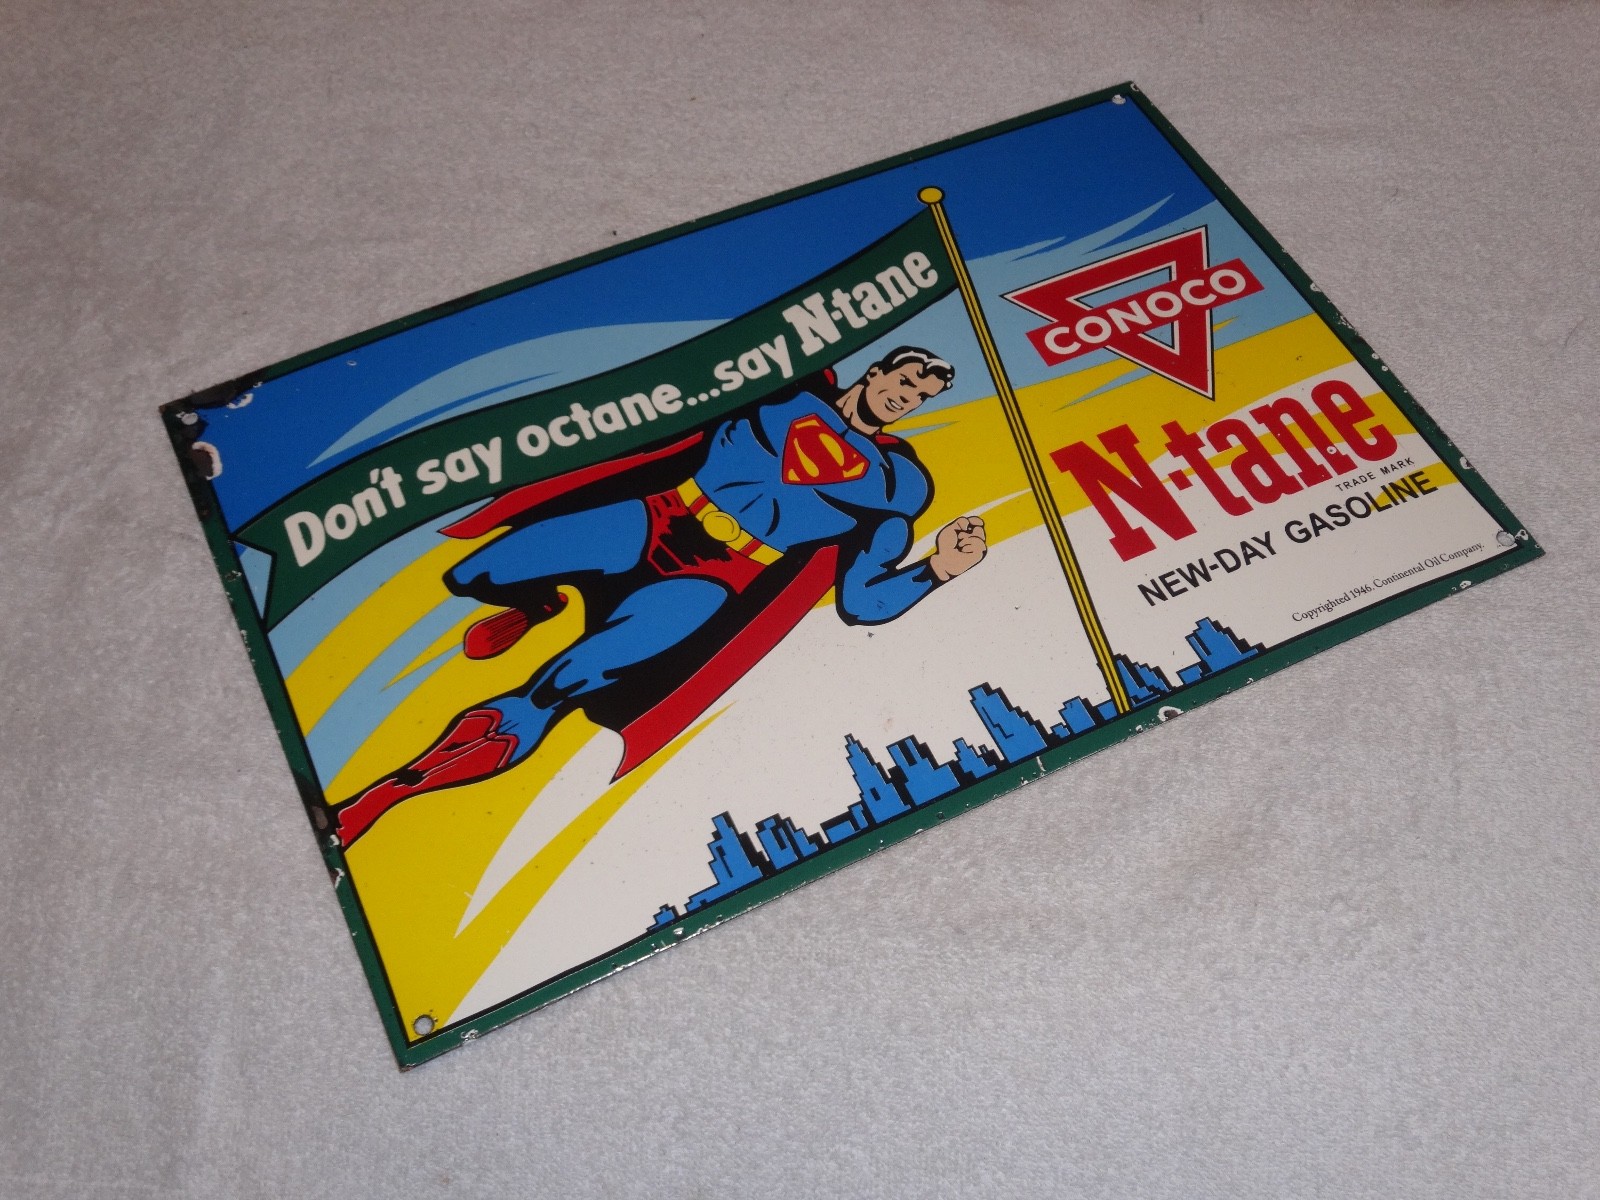 Don't say octane...say N-tane
CONOCO
N-tane
TRADE MARK
NEW-DAY GASOLINE
Copyrighted 1946. Continental Oil Company.